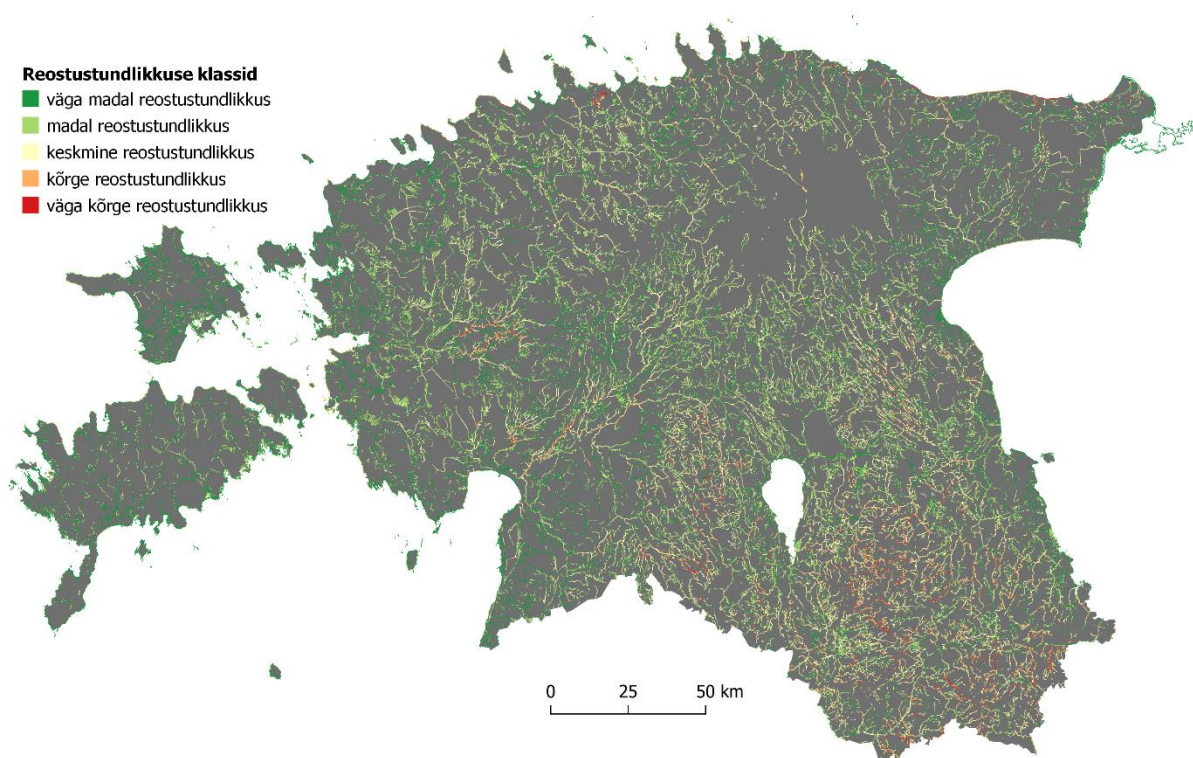 Reostustundlikkuse klassid
väga madal reostustundlikkus
madal reostustundlikkus
keskmine reostustundlikkus
kõrge reostustundlikkus
väga kõrge reostustundlikkus
0 25 50 km